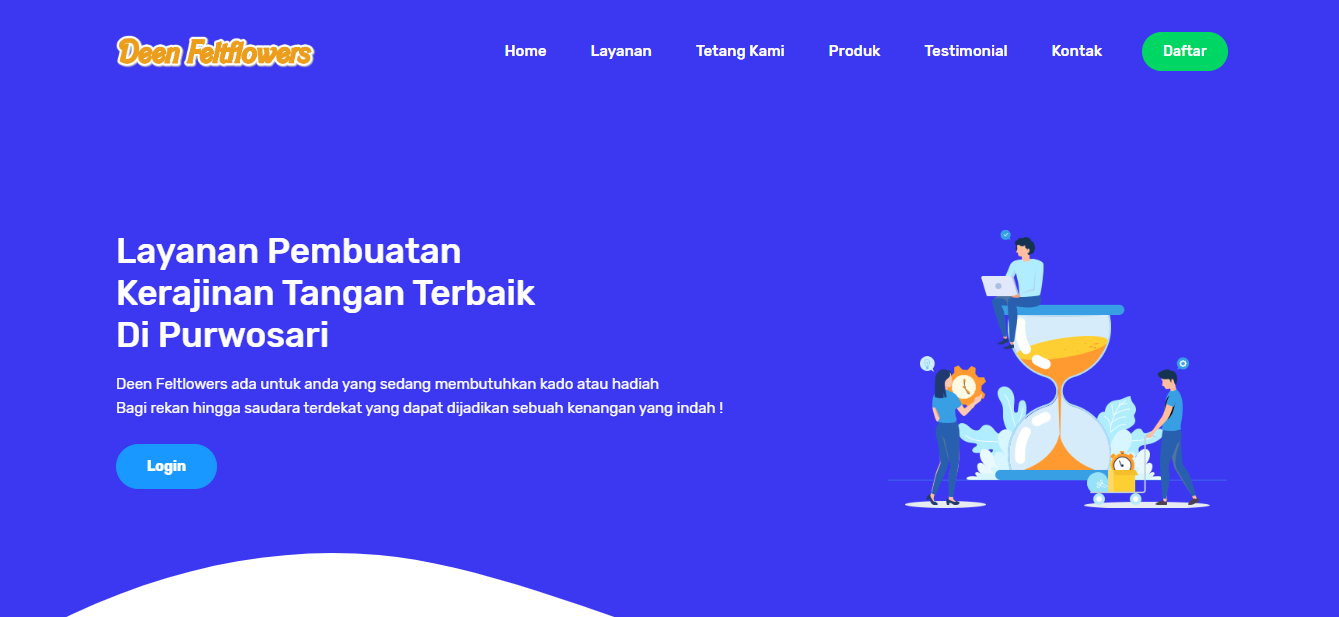 Deen Feltflowers
Home
Layanan
Tetang Kami
Produk
Testimonial
Kontak
Daftar
Layanan Pembuatan
Kerajinan Tangan Terbaik
Di Purwosari
Deen Feltlowers ada untuk anda yang sedang membutuhkan kado atau hadiah
Bagi rekan hingga saudara terdekat yang dapat dijadikan sebuah kenangan yang indah !
Login